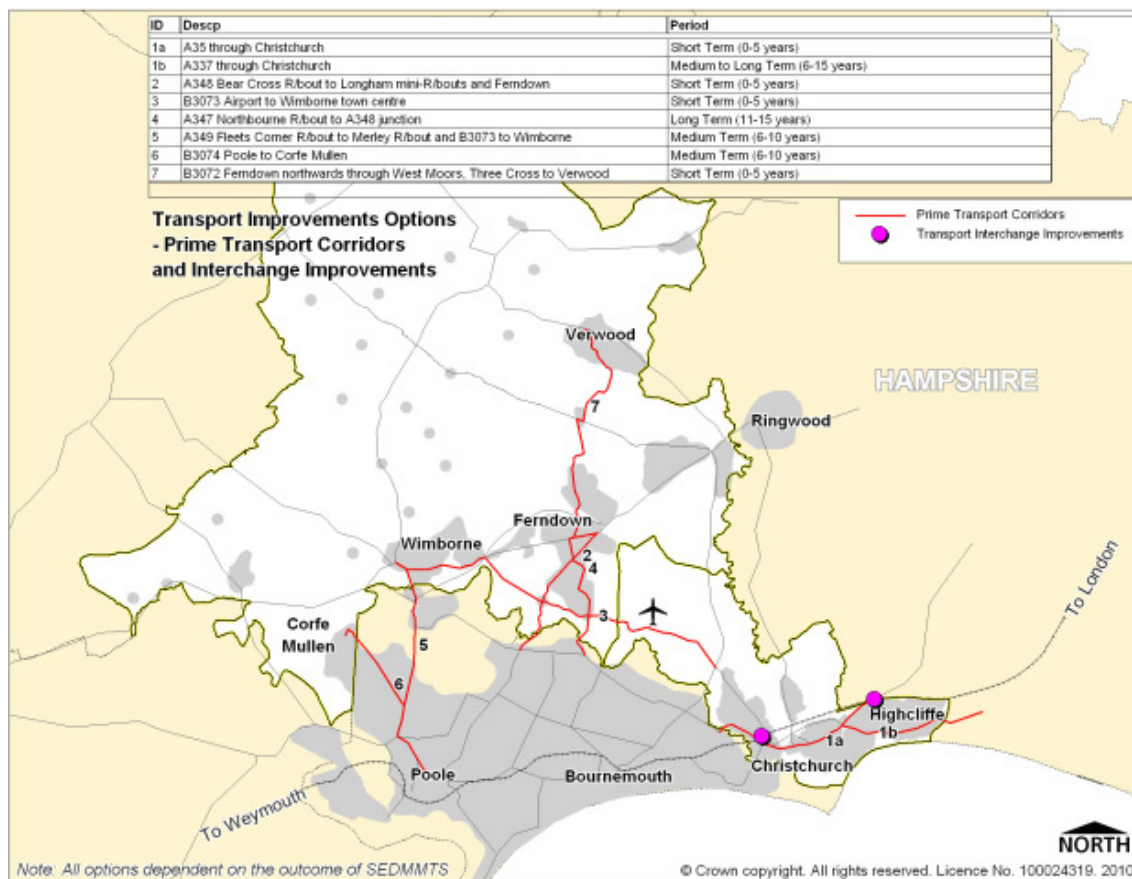 ID Descp Period
1a A35 through Christchurch Short Term (0-5 years)
1b A337 through Christchurch Medium to Long Term (6-15 years)
2 A348 Bear Cross R/bout to Longham mini-R/bouts and Ferndown Short Term (0-5 years)
3 B3073 Airport to Wimborne town centre Short Term (0-5 years)
4 A347 Northbourne R/bout to A348 junction Long Term (11-15 years)
5 A349 Fleets Corner R/bout to Merley R/bout and B3073 to Wimborne Medium Term (6-10 years)
6 B3074 Poole to Corfe Mullen Medium Term (6-10 years)
7 B3072 Ferndown northwards through West Moors, Three Cross to Verwood Short Term (0-5 years)
Transport Improvements Options
- Prime Transport Corridors
and Interchange Improvements
Prime Transport Corridors
Transport Interchange Improvements
Verwood
HAMPSHIRE
7
Ringwood
Ferndown
Wimborne
2
4
To London
3
Corfe
Mullen
5
6
Highcliffe
1b
1a
Christchurch
Poole
Bournemouth
To Weymouth
NORTH
Note: All options dependent on the outcome of SEDMMTS
© Crown copyright. All rights reserved. Licence No. 100024319. 2010